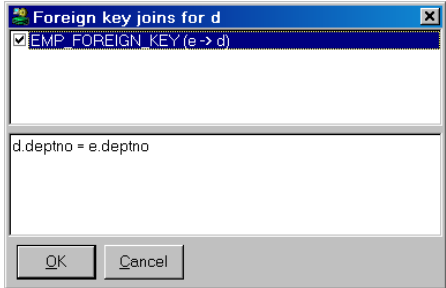 Foreign key joins for d
EMP_FOREIGN_KEY (e -> d)
d.deptno = e.deptno
OK
Cancel